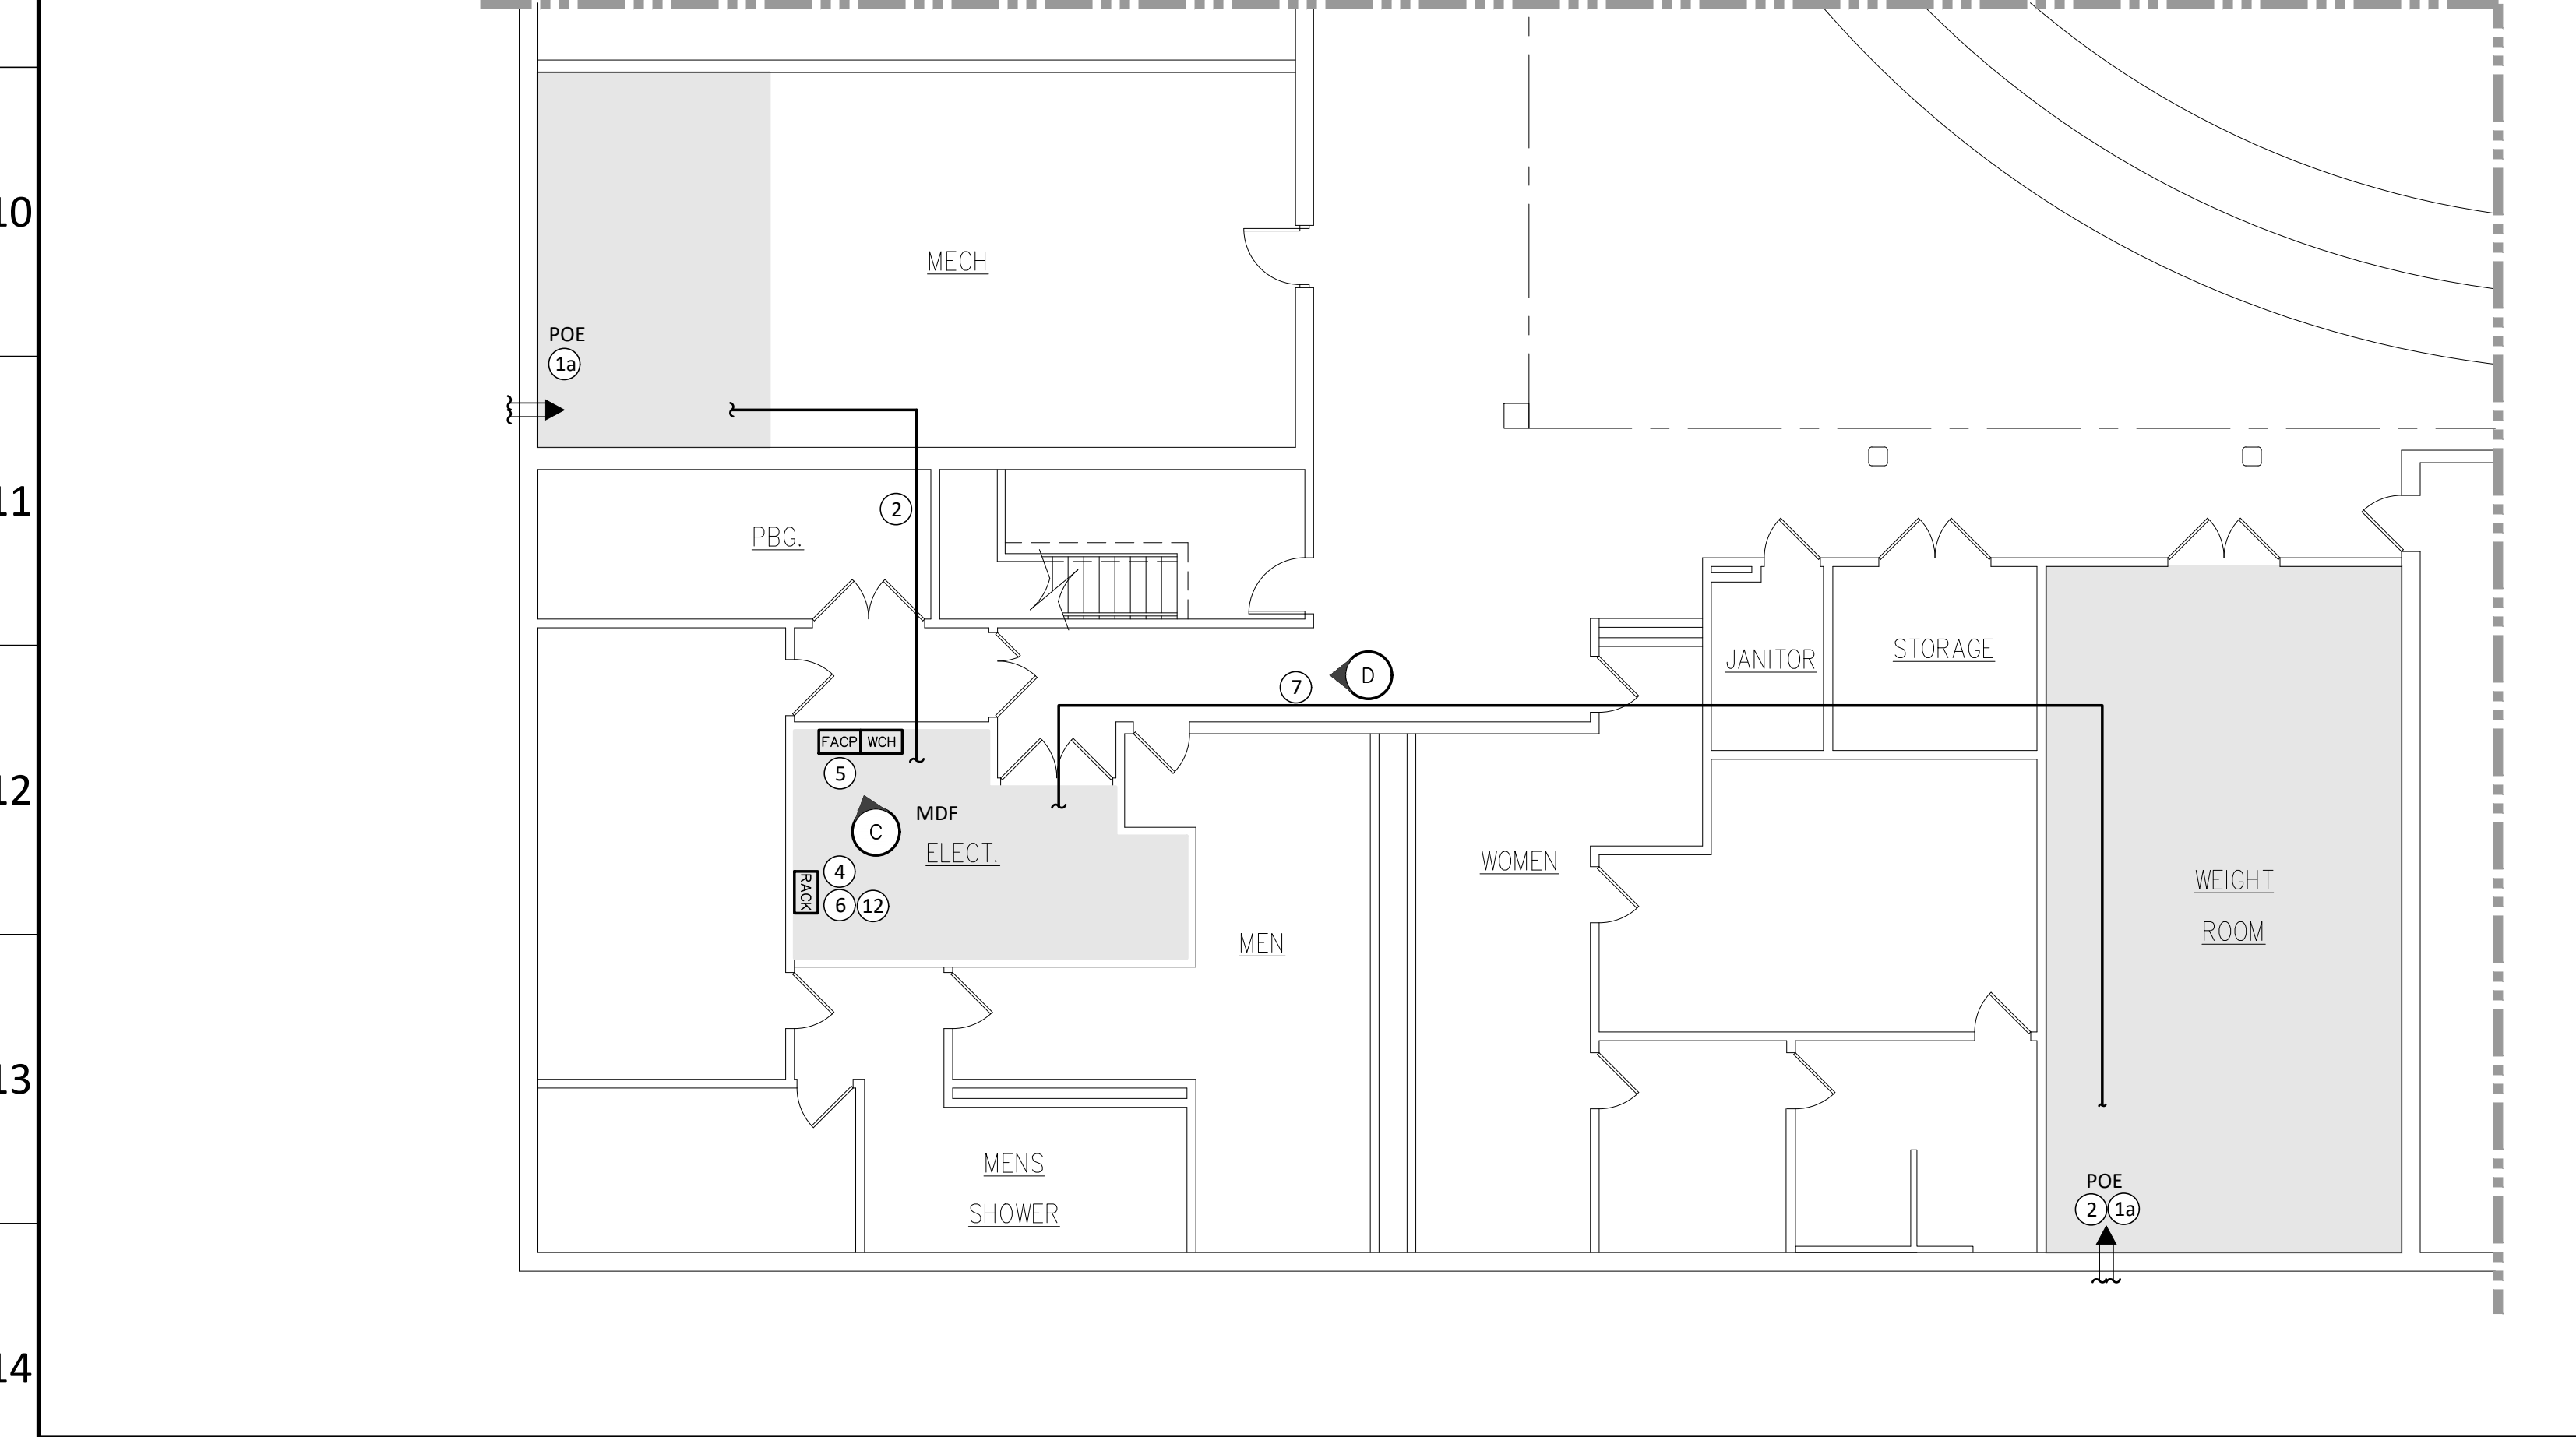 10
MECH
POE
1a
11
2
PBG.
JANITOR
STORAGE
7
D
FACP
WCH
5
12
MDF
C
ELECT.
WOMEN
4
RACK
6
12
WEIGHT
ROOM
MEN
13
MENS
SHOWER
POE
2
1a
14